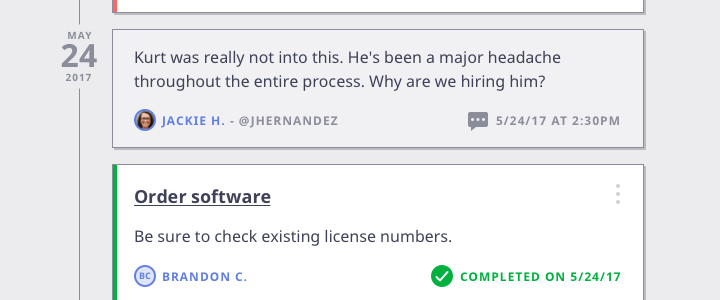 MAY
24
2017
Kurt was really not into this. He's been a major headache
throughout the entire process. Why are we hiring him?
JACKIE H. - @JHERNANDEZ
5/24/17 AT 2:30PM
Order software
Be sure to check existing license numbers.
BC
BRANDON C.
COMPLETED ON 5/24/17